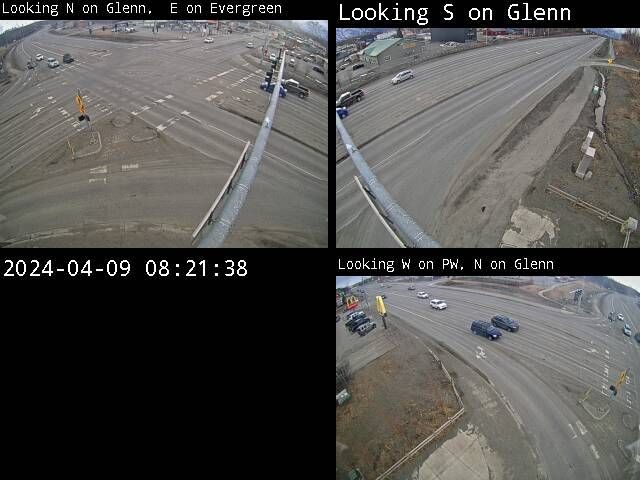 Looking N on Glenn, E on Evergreen
Looking S on Glenn
2024-04-09 08:21:38
Looking W on PW, N on Glenn